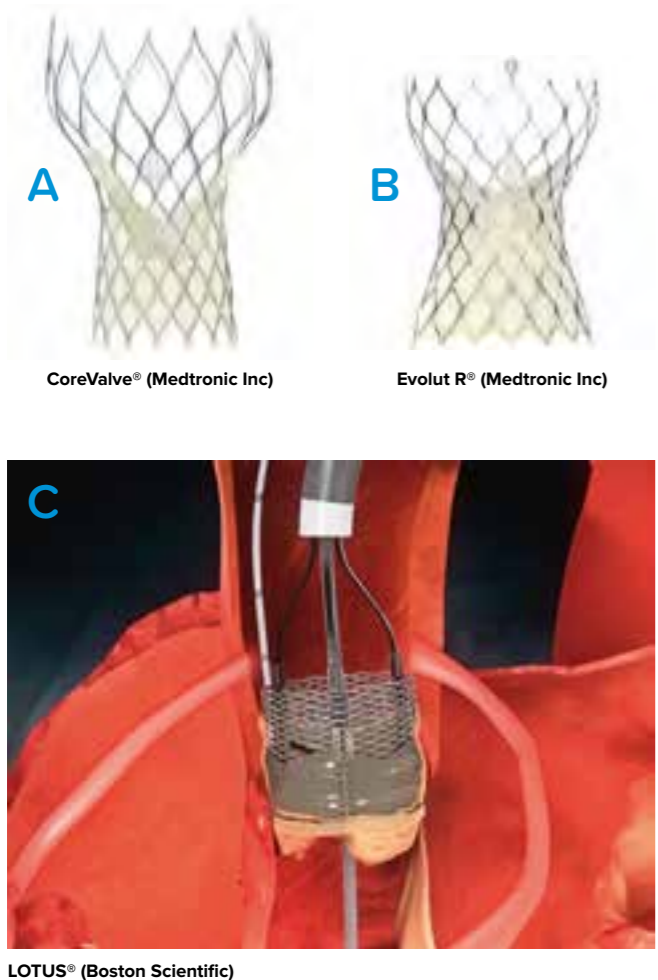 A
B
CoreValve® (Medtronic Inc)
Evolut R® (Medtronic Inc)
C
LOTUS® (Boston Scientific)